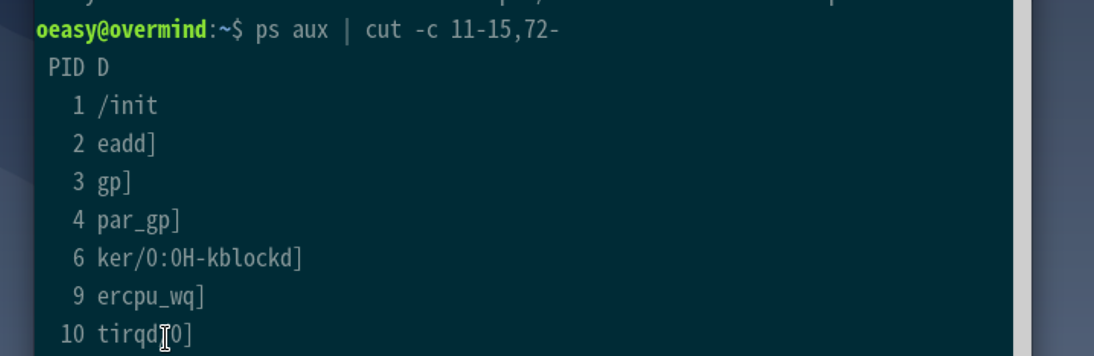 oeasy@overmind:~$ ps aux | cut -c 11-15,72-
PID D
1 /init
2 eadd]
3 gp]
4 par_gp]
6 ker/0:0H-kblockd]
9 ercpu_wq]
10 tirqd/0]